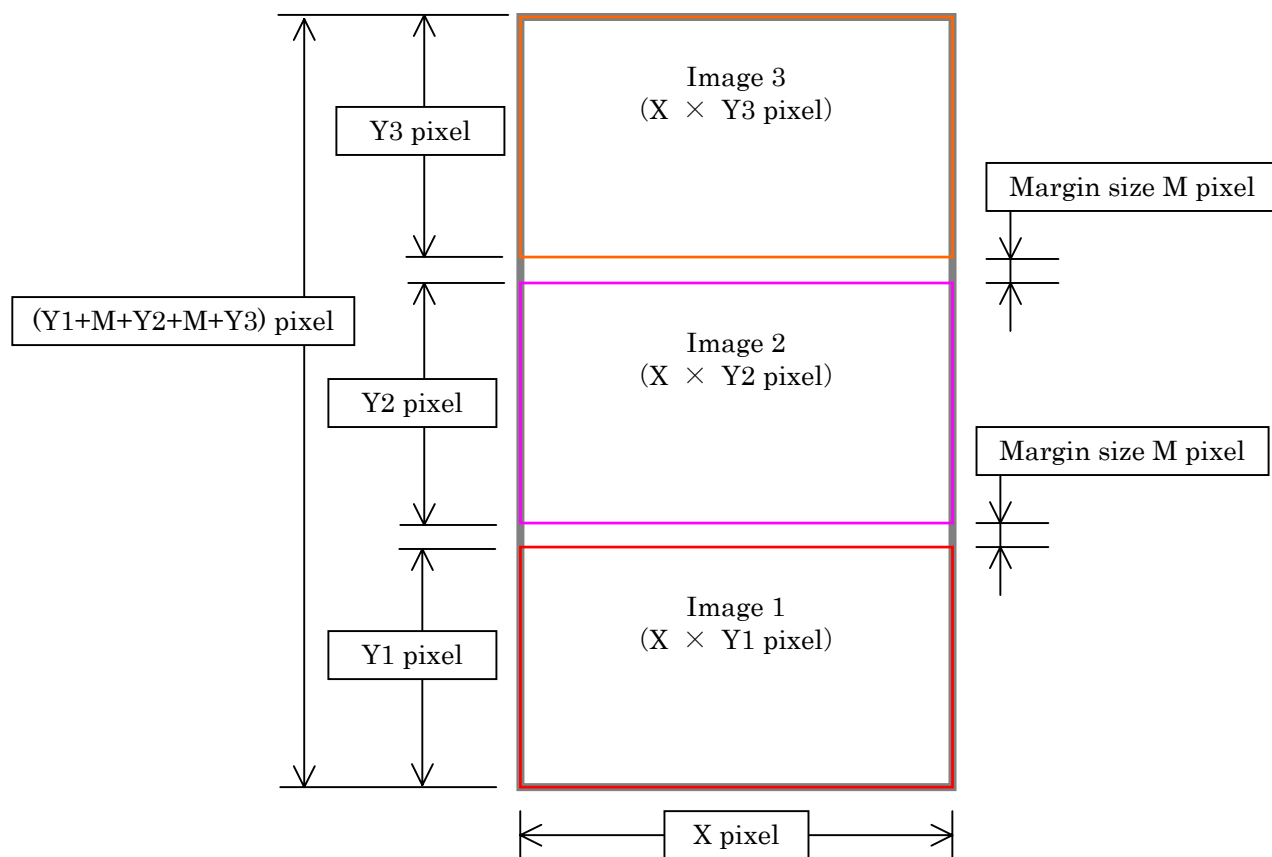 Image 3
(X × Y3 pixel)
Y3 pixel
Margin size M pixel
(Y1+M+Y2+M+Y3) pixel
Image 2
(X × Y2 pixel)
Y2 pixel
Margin size M pixel
Image 1
(X × Y1 pixel)
Y1 pixel
X pixel